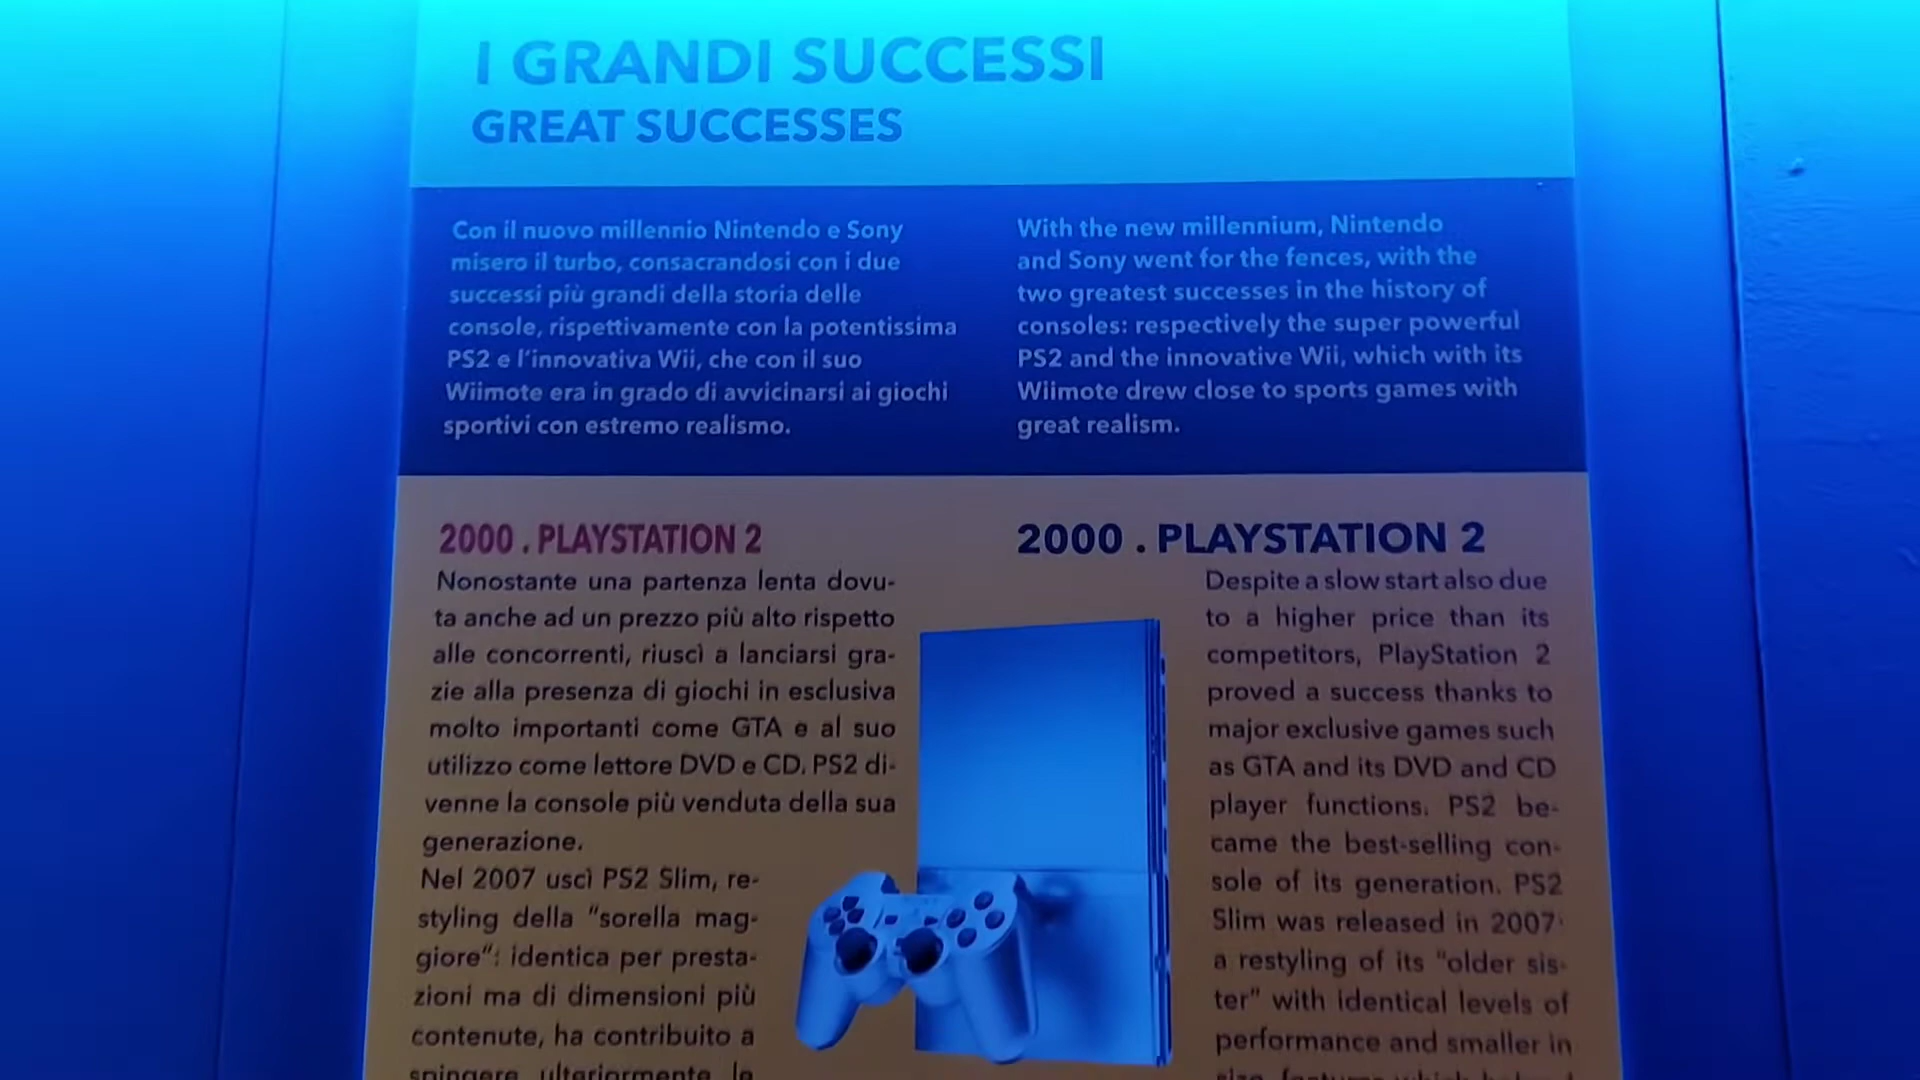 I GRANDI SUCCESSI
GREAT SUCCESSES
Con il nuovo millennio Nintendo e Sony
misero il turbo, consacrandosi con i due
successi più grandi della storia delle
console, rispettivamente con la potentissima
PS2 e l'innovativa Wii, che con il suo
Wiimote era in grado di avvicinarsi ai giochi
sportivi con estremo realismo.
With the new millennium, Nintendo
and Sony went for the fences, with the
two greatest successes in the history of
consoles: respectively the super powerful
PS2 and the innovative Wii, which with its
Wiimote drew close to sports games with
great realism.
2000 . PLAYSTATION 2
Nonostante una partenza lenta dovu-
ta anche ad un prezzo più alto rispetto
alle concorrenti, riuscì a lanciarsi gra-
zie alla presenza di giochi in esclusiva
molto importanti come GTA e al suo
utilizzo come lettore DVD e CD. PS2 di-
venne la console più venduta della sua
generazione.
Nel 2007 uscì PS2 Slim, re-
styling della "sorella mag-
giore": identica per presta-
zioni ma di dimensioni più
contenute, ha contribuito a
spingere ulteriormente le
2000 . PLAYSTATION 2
Despite a slow start also due
to a higher price than its
competitors, PlayStation 2
proved a success thanks to
major exclusive games such
as GTA and its DVD and CD
player functions. PS2 be-
came the best-selling con-
sole of its generation. PS2
Slim was released in 2007:
a restyling of its "older sis-
ter" with identical levels of
performance and smaller in
size, features which